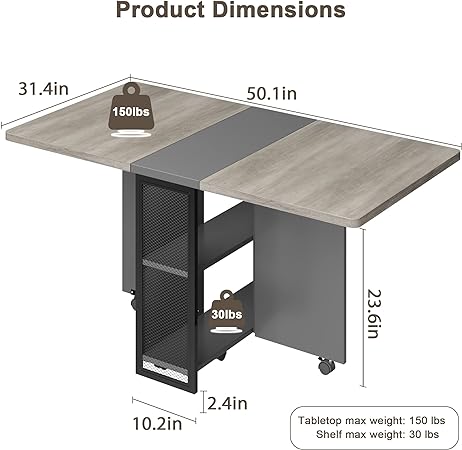 Product Dimensions
31.4in
50.1in
150lbs
30lbs
23.6in
2.4in
10.2in
Tabletop max weight: 150 lbs
Shelf max weight: 30 lbs